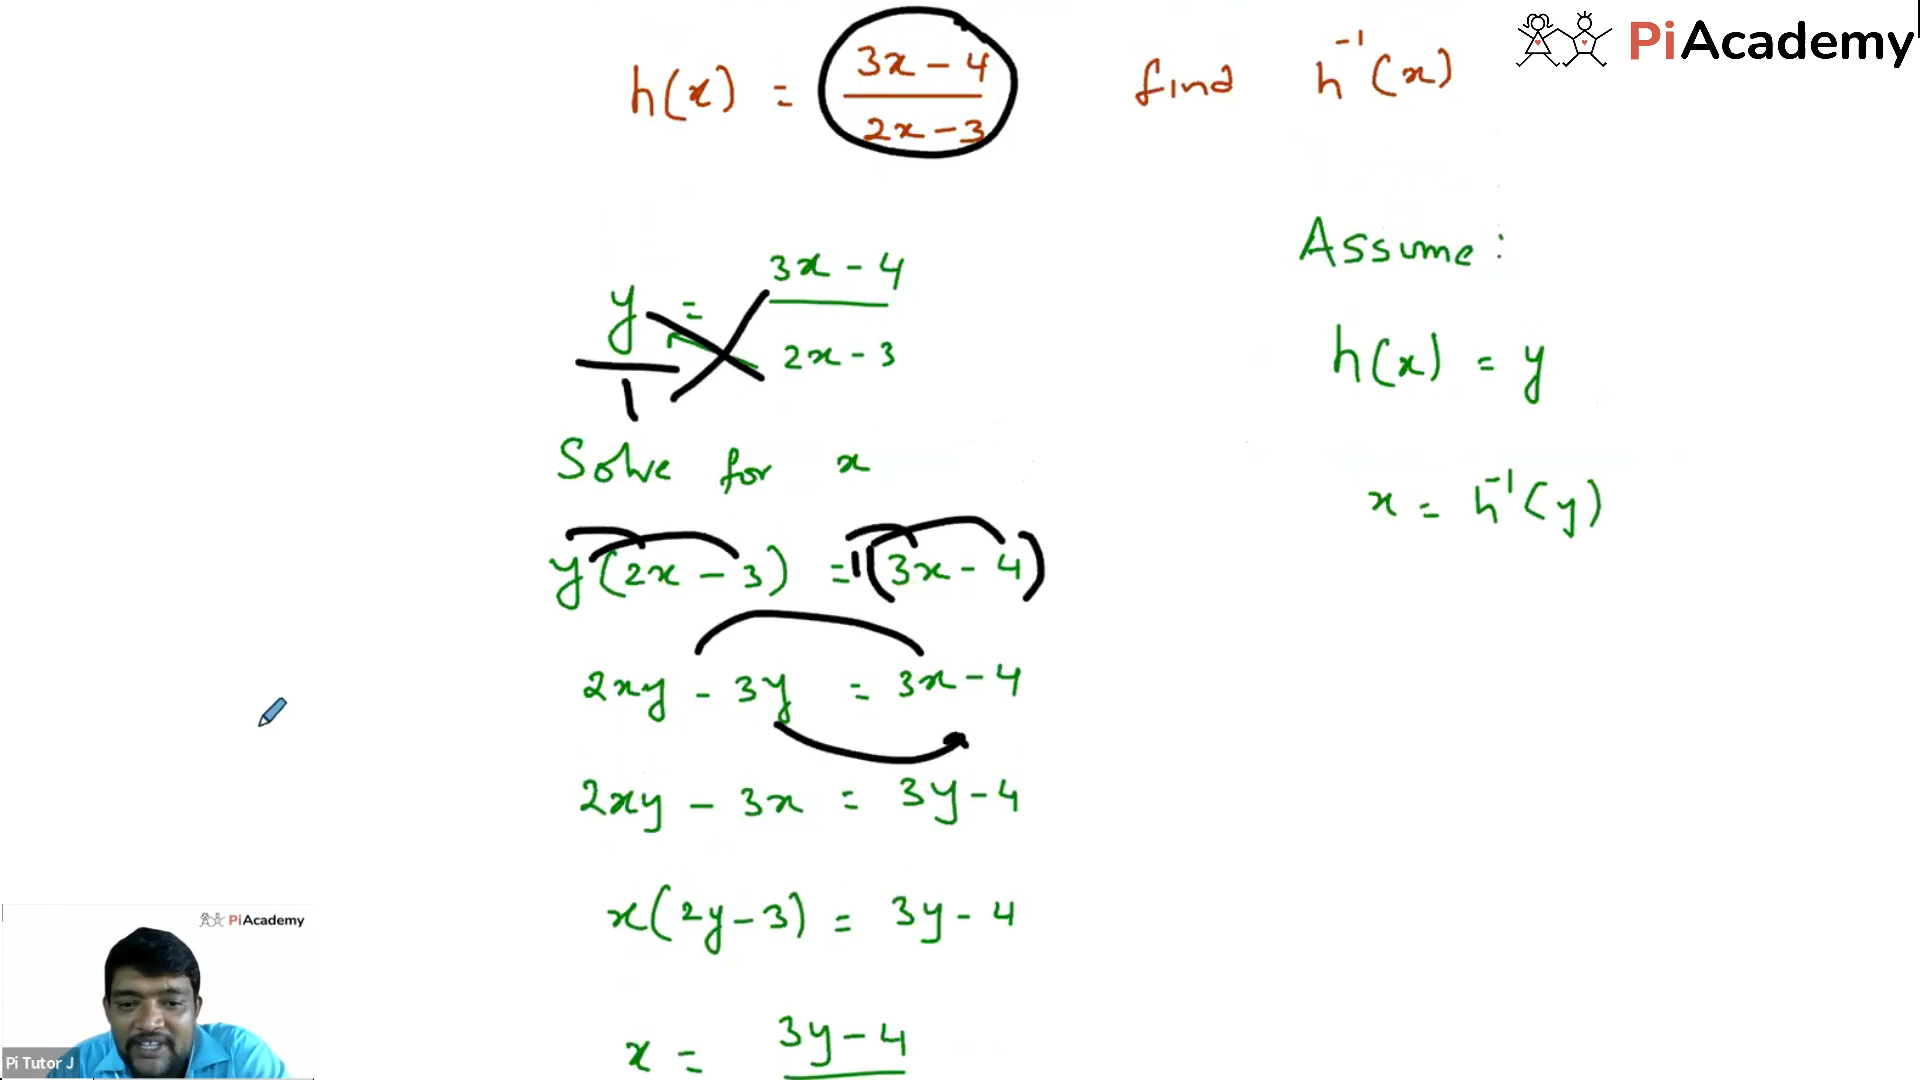 h(x) = (3x - 4)/(2x - 3) find h⁻¹(x)
PiAcademy
Assume:
h(x) = y
x = h⁻¹(y)
y/1 = (3x - 4)/(2x - 3)
Solve for x
y(2x - 3) = 1(3x - 4)
2xy - 3y = 3x - 4
2xy - 3x = 3y - 4
x(2y - 3) = 3y - 4
x = 3y - 4
PiAcademy
Pi Tutor J